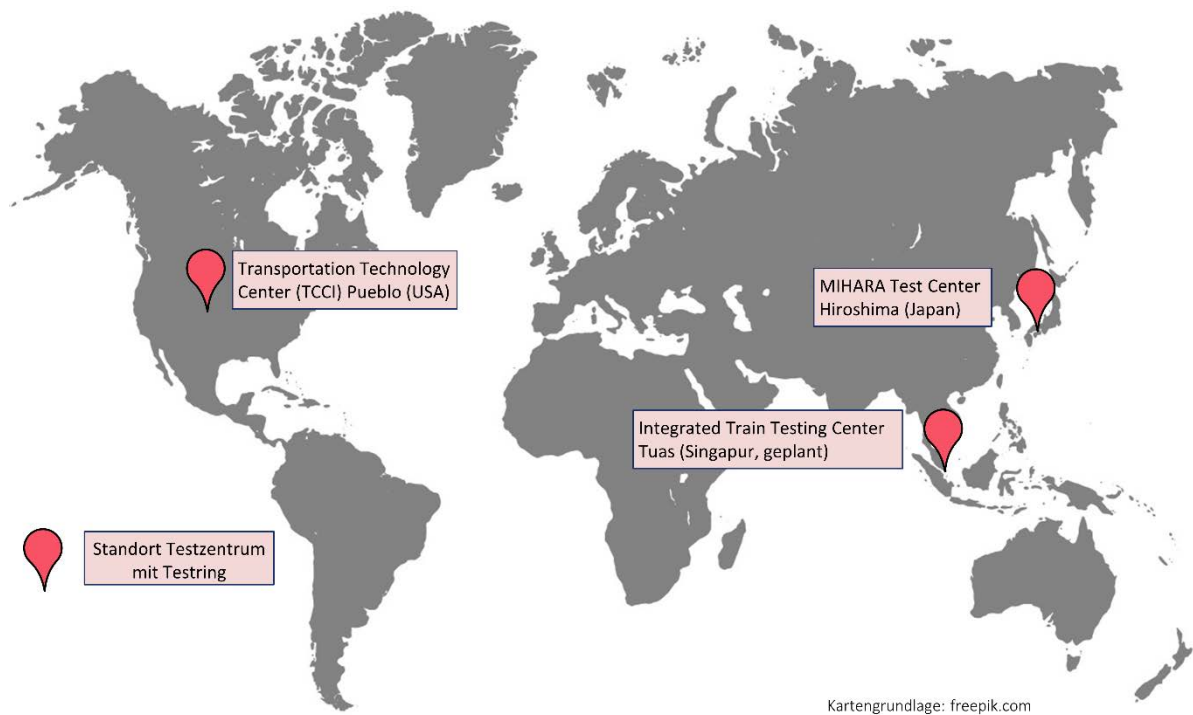 Transportation Technology
Center (TCCI) Pueblo (USA)
MIHARA Test Center
Hiroshima (Japan)
Integrated Train Testing Center
Tuas (Singapur, geplant)
Standort Testzentrum
mit Testring
Kartengrundlage: freepik.com